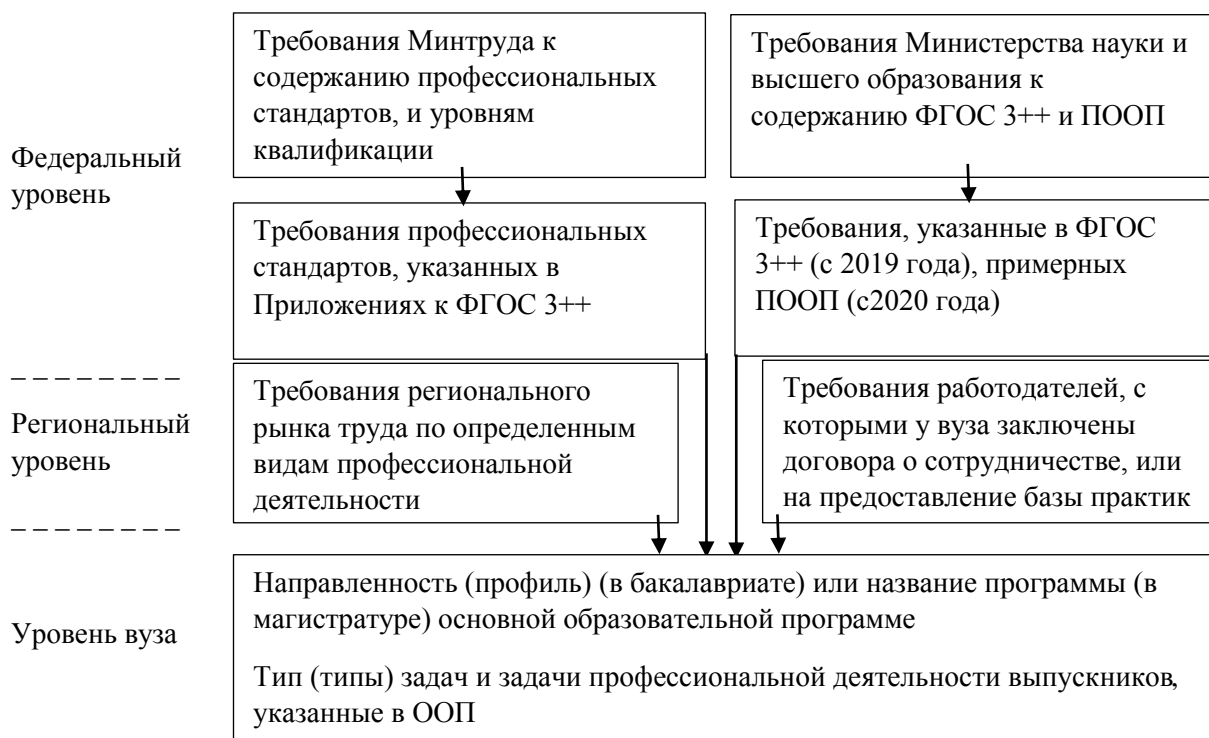 Требования Минтруда к
содержанию профессиональных
стандартов, и уровням
квалификации
Требования Министерства науки и
высшего образования к
содержанию ФГОС 3++ и ПООП
Федеральный
уровень
Требования профессиональных
стандартов, указанных в
Приложениях к ФГОС 3++
Требования, указанные в ФГОС
3++ (с 2019 года), примерных
ПООП (с2020 года)
Региональный
уровень
Требования регионального
рынка труда по определенным
видам профессиональной
деятельности
Требования работодателей, с
которыми у вуза заключены
договора о сотрудничестве, или
на предоставление базы практик
Уровень вуза
Направленность (профиль) (в бакалавриате) или название программы (в
магистратуре) основной образовательной программе
Тип (типы) задач и задачи профессиональной деятельности выпускников,
указанные в ООП